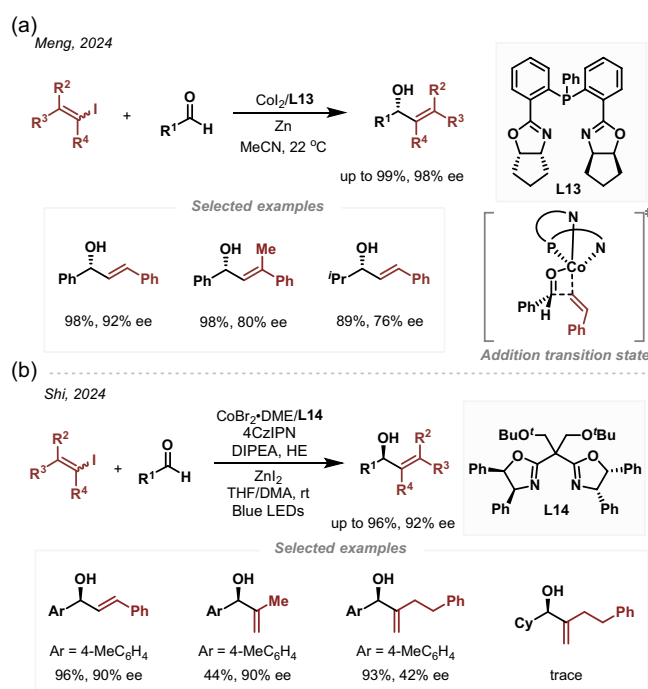 (a)
Meng, 2024
R²
R³
I
R⁴
+
O
R¹
H
CoI₂/L13
Zn
MeCN, 22 °C
OH
R²
R¹
R³
R⁴
up to 99%, 98% ee
Ph
P
O N N O
L13
Selected examples
OH
Ph Ph
98%, 92% ee
OH Me
Ph Ph
98%, 80% ee
OH
ⁱPr Ph
89%, 76% ee
N
P N
O Co
Ph
H
Ph
‡
Addition transition state
(b)
Shi, 2024
R²
R³
I
R⁴
+
O
R¹
H
CoBr₂•DME/L14
4CzIPN
DIPEA, HE
ZnI₂
THF/DMA, rt
Blue LEDs
OH
R²
R¹
R³
R⁴
up to 96%, 92% ee
ᵗBuO OᵗBu
Ph O O Ph
N N
Ph Ph
L14
Selected examples
OH
Ar Ph
Ar = 4-MeC₆H₄
96%, 90% ee
OH
Ar Me
Ar = 4-MeC₆H₄
44%, 90% ee
OH
Ar Ph
Ar = 4-MeC₆H₄
93%, 42% ee
OH
Cy Ph
trace